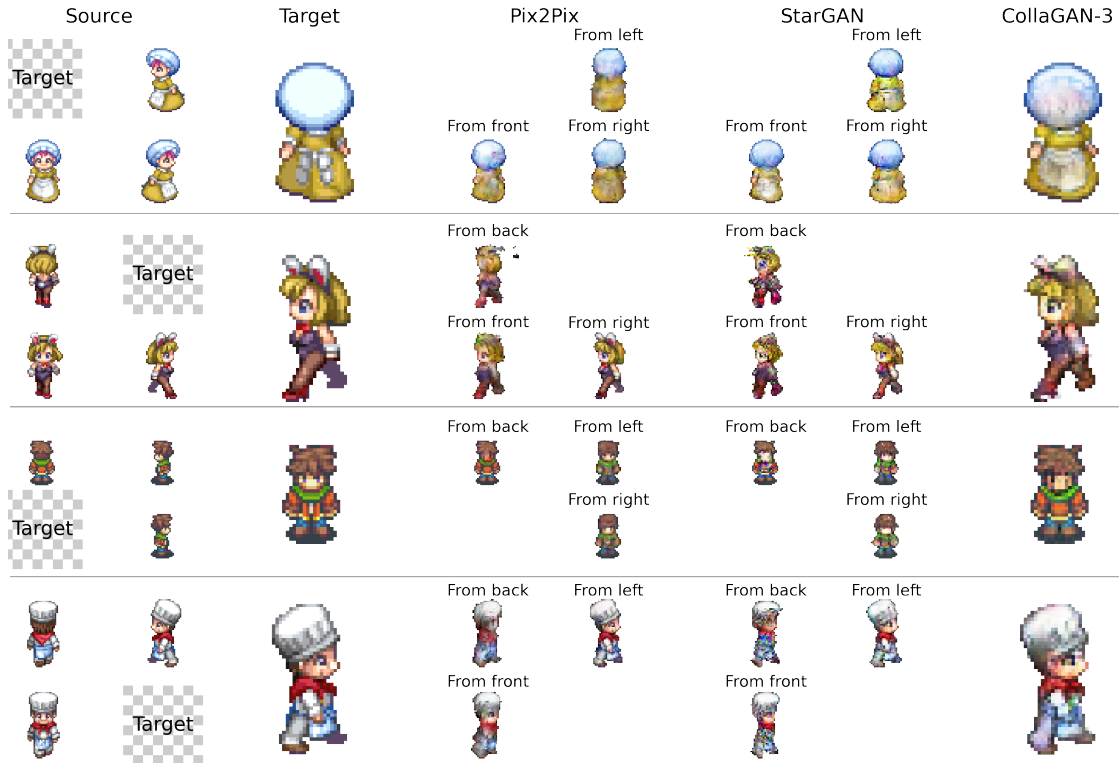 Source Target Pix2Pix StarGAN CollaGAN-3
From left From left
Target
From front From right From front From right
From back From back
Target
From front From right From front From right
From back From left From back From left
From right From right
Target
From back From left From back From left
From front From front
Target